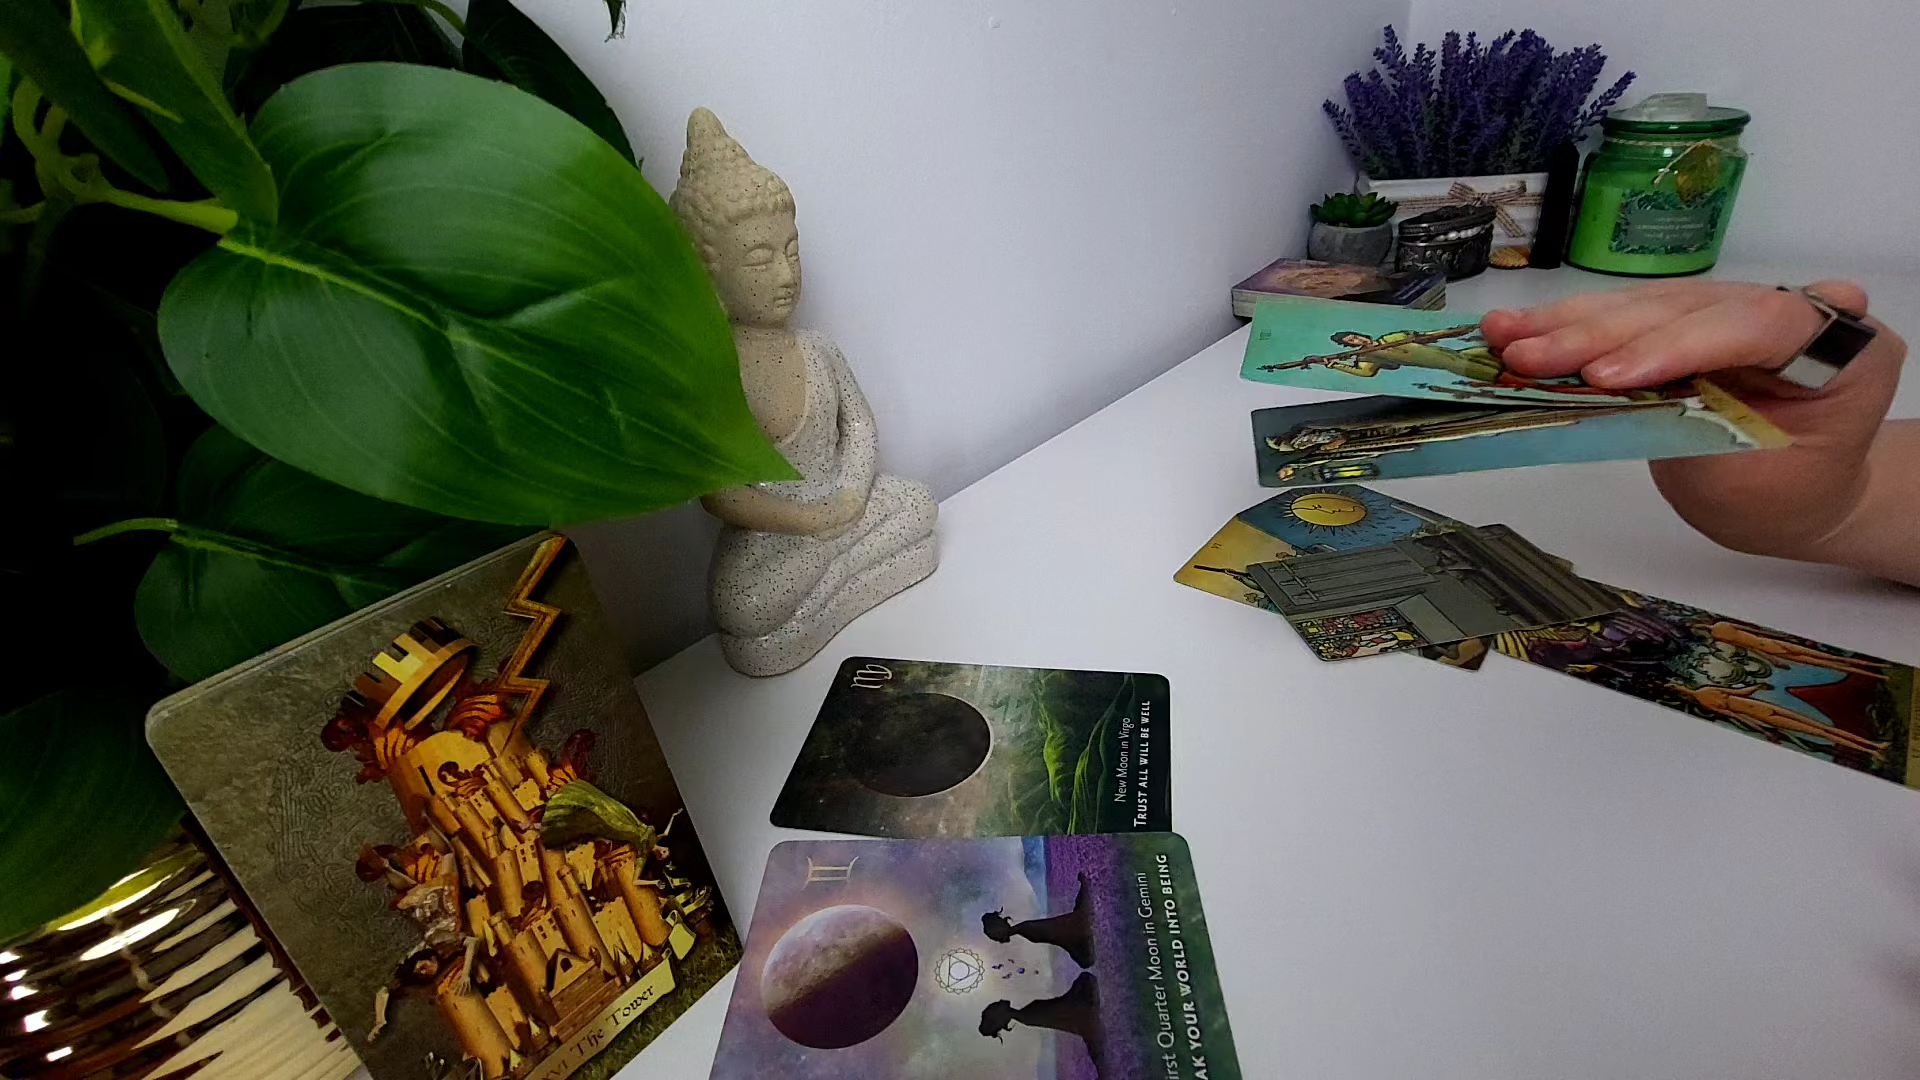 XVI The Tower
New Moon in Virgo
TRUST ALL WILL BE WELL
irst Quarter Moon in Gemini
AK YOUR WORLD INTO BEING